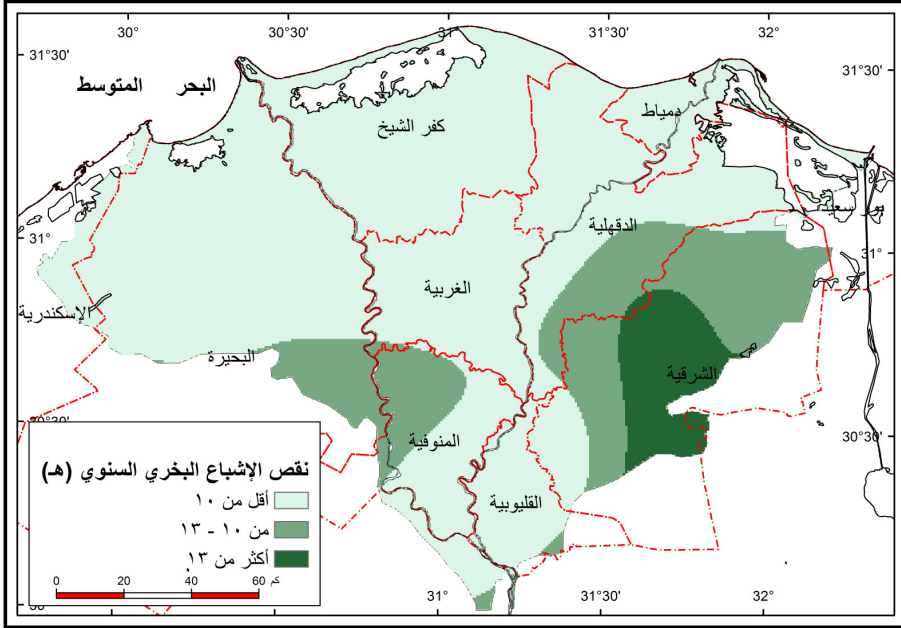 30° 30°30' 31° 31°30' 32°
31°30' 31°30'
البحر المتوسط
دمياط
كفر الشيخ
بور سعيد
الدقهلية
31° 31°
الغربية
الإسكندرية
البحيرة
الشرقية
30°30' 30°30'
المنوفية
القليوبية
نقص الإشباع البخري السنوي (هـ)
أقل من ١٠
من ١٠ - ١٣
أكثر من ١٣
0 20 40 60 كم
31° 31°30' 32°